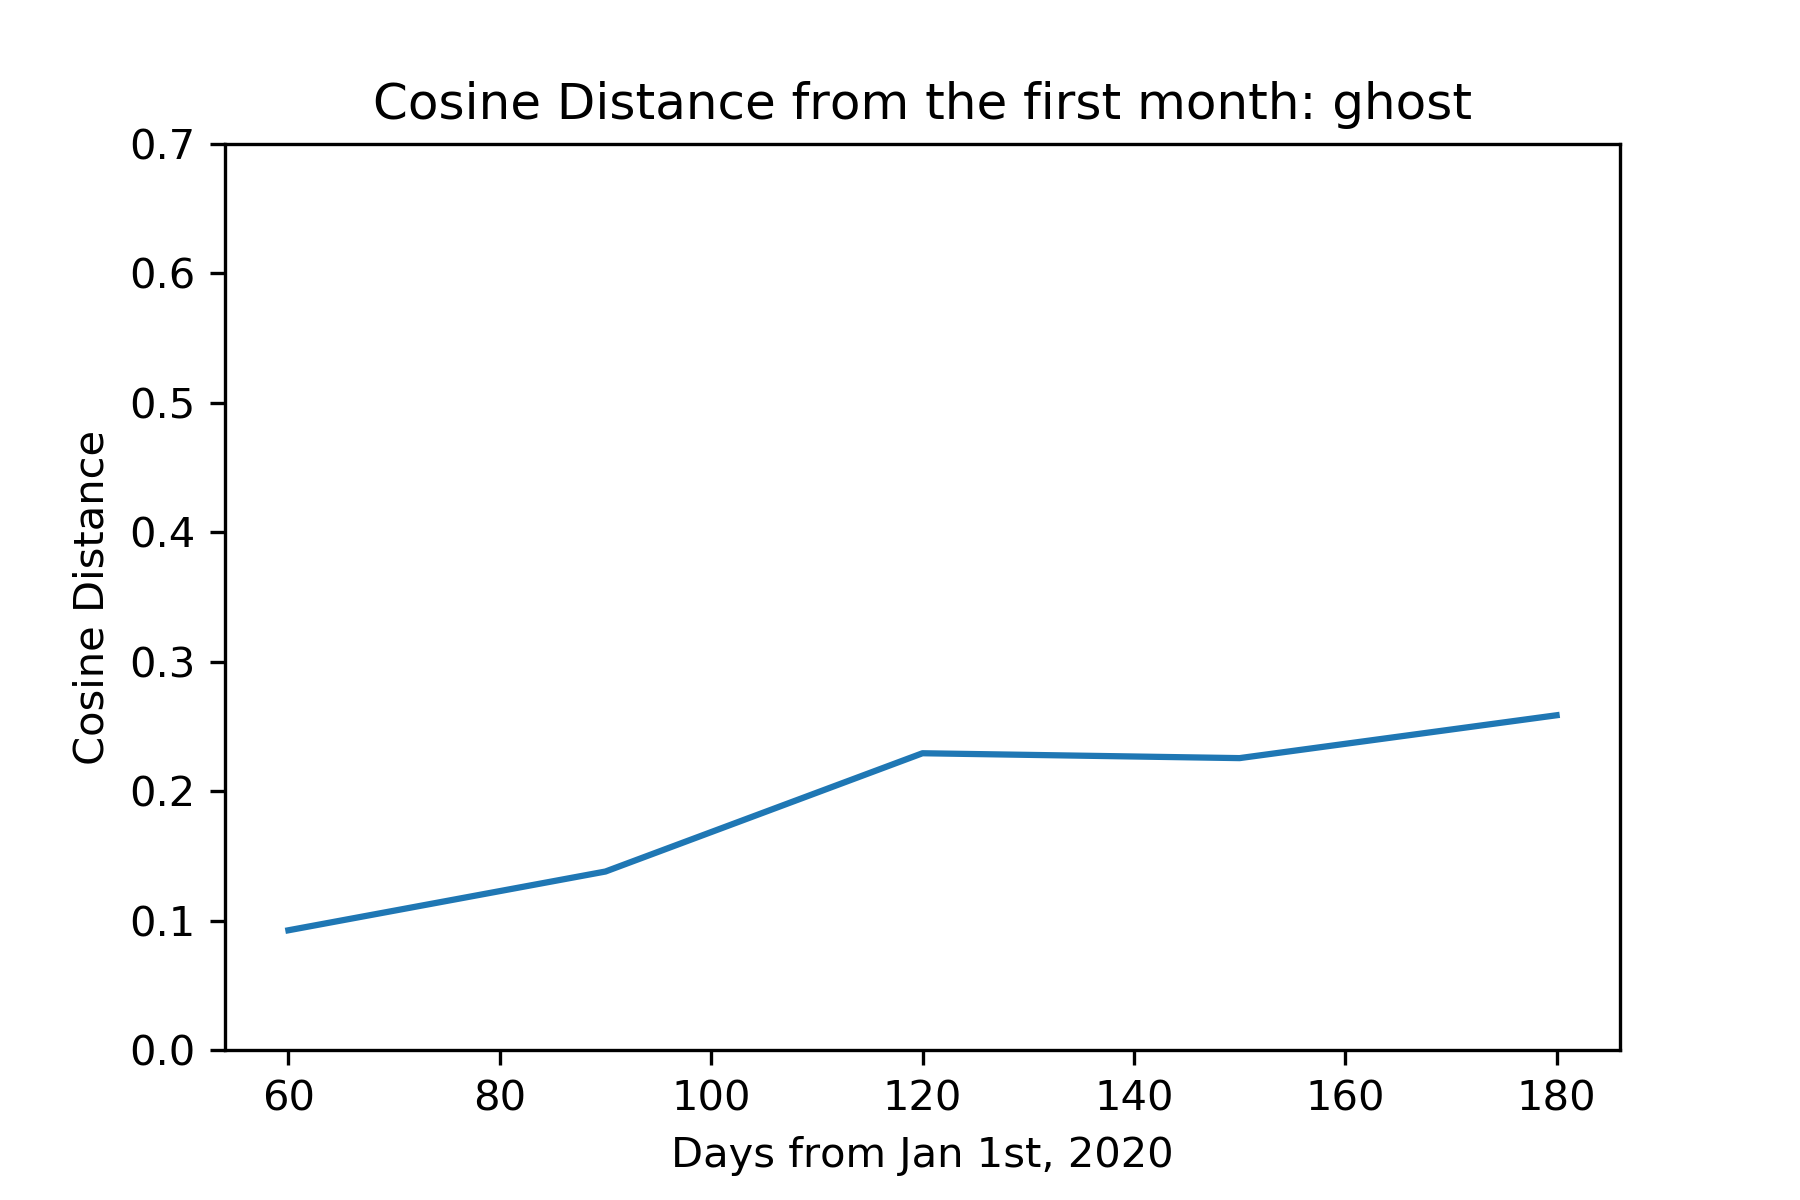 Cosine Distance from the first month: ghost
0.7
0.6
0.5
0.4
0.3
0.2
0.1
0.0
Cosine Distance
60 80 100 120 140 160 180
Days from Jan 1st, 2020